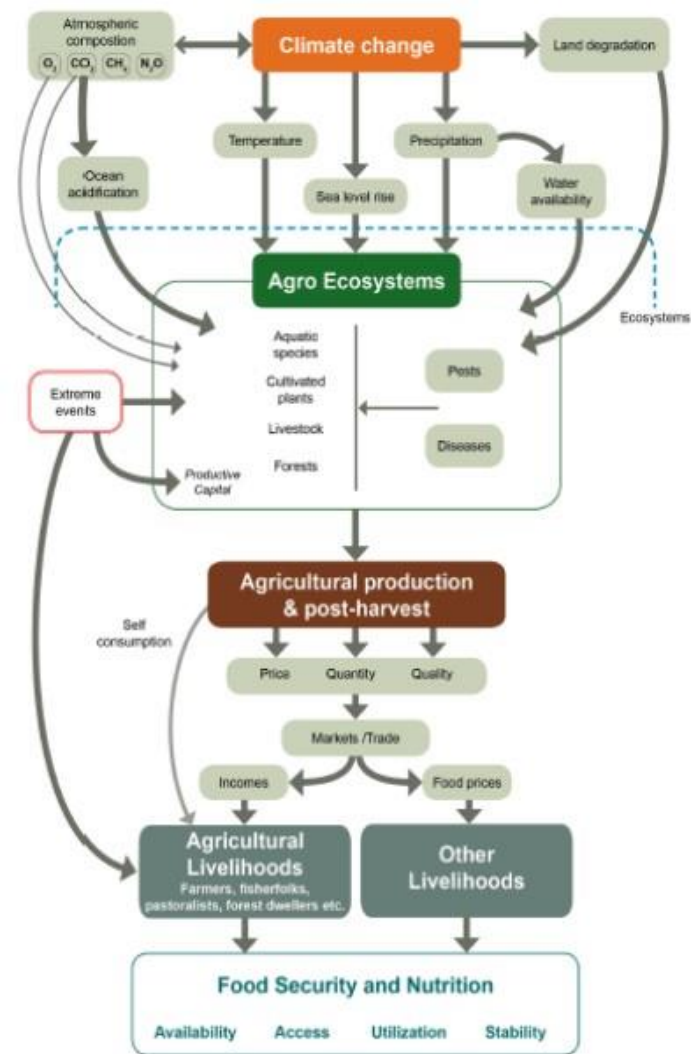 Atmospheric
compostion
O3 CO2 CH4 N2O
Climate change
Land degradation
Temperature
Precipitation
Ocean
acidification
Sea level rise
Water
availability
Agro Ecosystems
Ecosystems
Aquatic
species
Cultivated
plants
Livestock
Forests
Pests
Diseases
Extreme
events
Productive
Capital
Agricultural production
& post-harvest
Self
consumption
Price Quantity Quality
Markets /Trade
Incomes
Food prices
Agricultural
Livelihoods
Farmers, fisherfolks,
pastoralists, forest dwellers etc.
Other
Livelihoods
Food Security and Nutrition
Availability Access Utilization Stability